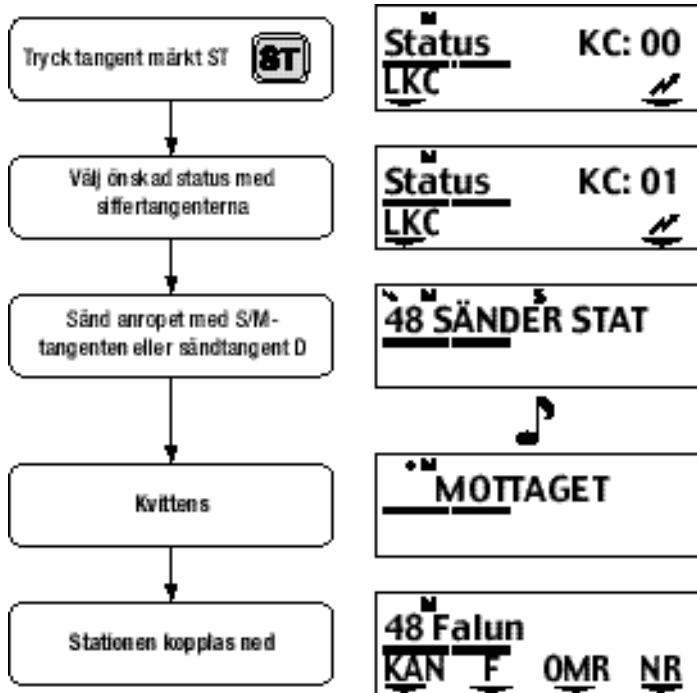 Tryck tangent märkt ST ST
Status KC: 00
LKC
Välj önskad status med
siffertangenterna
Status KC: 01
LKC
Sänd anropet med S/M-
tangenten eller sändtangent D
48 SÄNDER STAT
Kvittens
MOTTAGET
Stationen kopplas ned
48 Falun
KAN F OMR NR